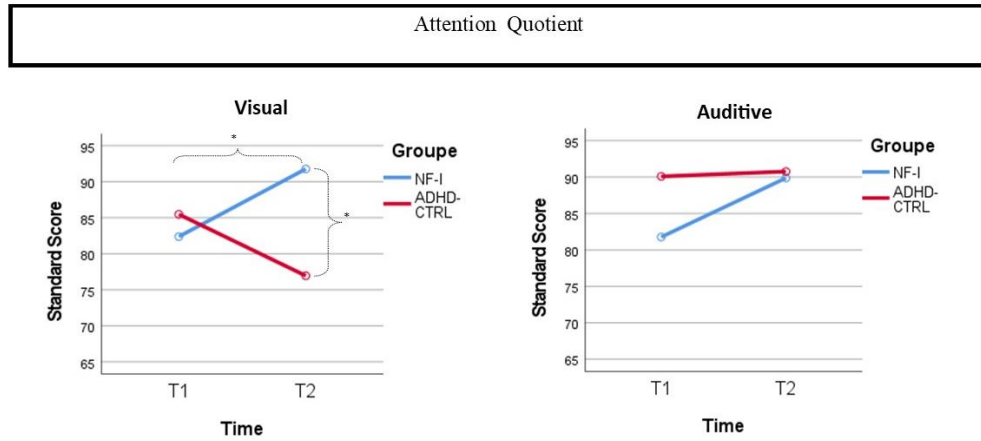 Attention Quotient
Visual
*
*
95
90
85
80
75
70
65
Standard Score
T1
T2
Time
Groupe
NF-I
ADHD-
CTRL
Auditive
95
90
85
80
75
70
65
Standard Score
T1
T2
Time
Groupe
NF-I
ADHD-
CTRL